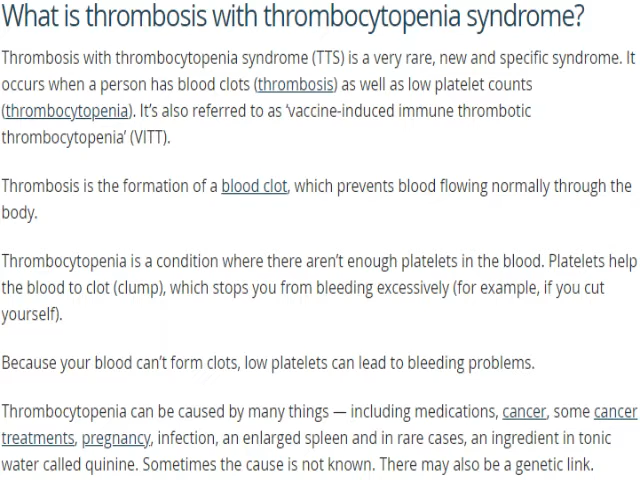 What is thrombosis with thrombocytopenia syndrome?
Thrombosis with thrombocytopenia syndrome (TTS) is a very rare, new and specific syndrome. It
occurs when a person has blood clots (thrombosis) as well as low platelet counts
(thrombocytopenia). It's also referred to as ‘vaccine-induced immune thrombotic
thrombocytopenia’ (VITT).
Thrombosis is the formation of a blood clot, which prevents blood flowing normally through the
body.
Thrombocytopenia is a condition where there aren’t enough platelets in the blood. Platelets help
the blood to clot (clump), which stops you from bleeding excessively (for example, if you cut
yourself).
Because your blood can’t form clots, low platelets can lead to bleeding problems.
Thrombocytopenia can be caused by many things — including medications, cancer, some cancer
treatments, pregnancy, infection, an enlarged spleen and in rare cases, an ingredient in tonic
water called quinine. Sometimes the cause is not known. There may also be a genetic link.